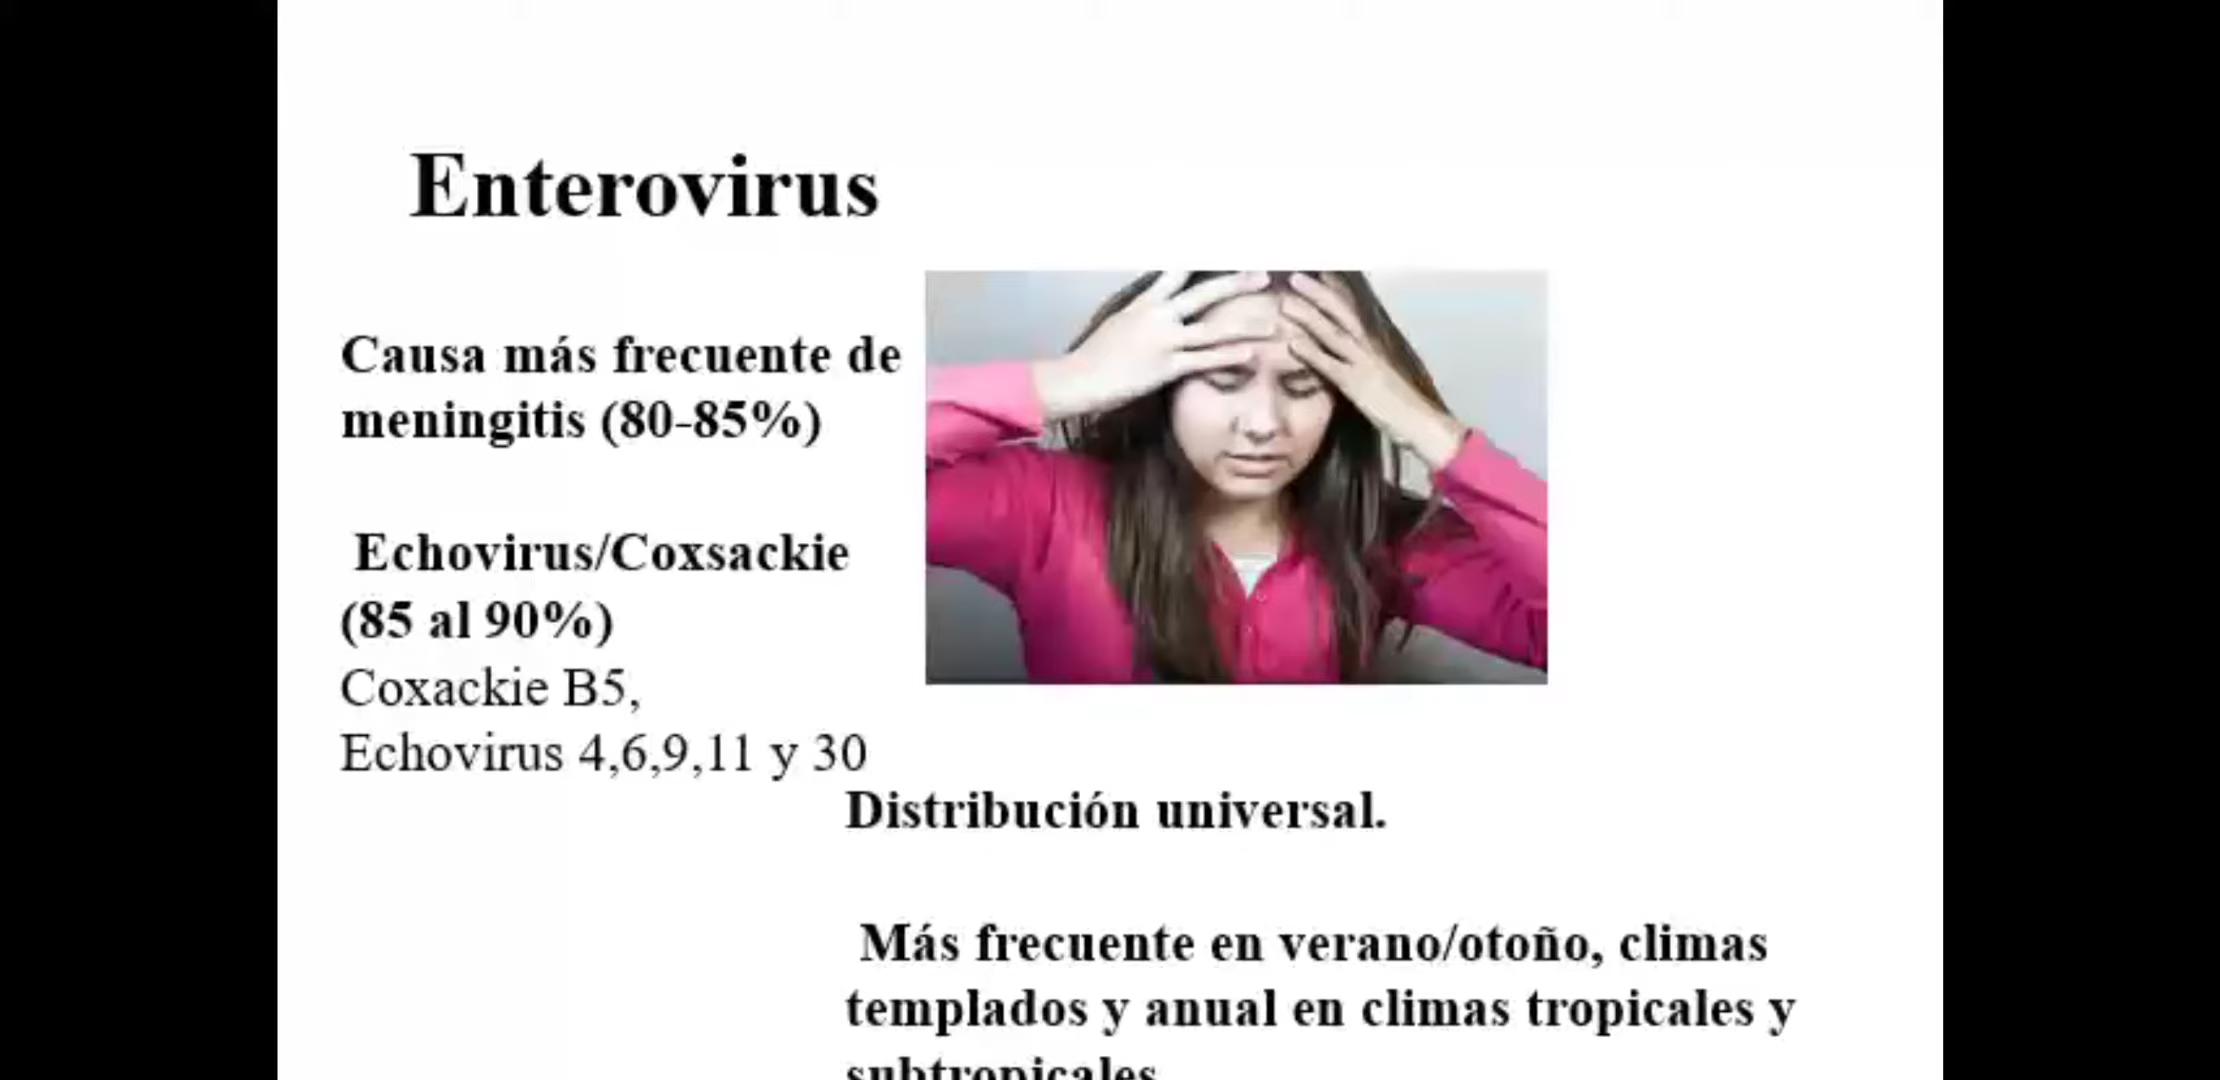 Enterovirus
Causa más frecuente de
meningitis (80-85%)
Echovirus/Coxsackie
(85 al 90%)
Coxackie B5,
Echovirus 4,6,9,11 y 30
Distribución universal.
Más frecuente en verano/otoño, climas
templados y anual en climas tropicales y
subtropicales